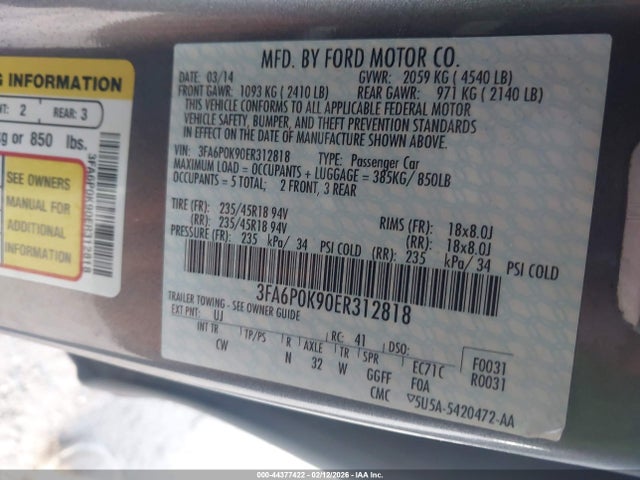 G INFORMATION
NT: 2 REAR: 3
kg or 850 lbs.
SEE OWNERS
MANUAL FOR
ADDITIONAL
INFORMATION
3FA6P0K90ER312818
MFD. BY FORD MOTOR CO.
DATE: 03/14 GVWR: 2059 KG ( 4540 LB)
FRONT GAWR: 1093 KG ( 2410 LB) REAR GAWR: 971 KG ( 2140 LB)
THIS VEHICLE CONFORMS TO ALL APPLICABLE FEDERAL MOTOR
VEHICLE SAFETY, BUMPER, AND THEFT PREVENTION STANDARDS
IN EFFECT ON THE DATE OF MANUFACTURE SHOWN ABOVE.
VIN: 3FA6P0K90ER312818 TYPE: Passenger Car
MAXIMUM LOAD = OCCUPANTS + LUGGAGE = 385KG/ 850LB
OCCUPANTS = 5 TOTAL: 2 FRONT, 3 REAR
TIRE (FR): 235/45R18 94V RIMS (FR): 18x8.0J
(RR): 235/45R18 94V (RR): 18x8.0J
PRESSURE (FR): 235 kPa/ 34 PSI COLD (RR): 235 kPa/ 34 PSI COLD
3FA6P0K90ER312818
TRAILER TOWING - SEE OWNER GUIDE
EXT PNT: UJ RC: 41 DSO: F0031
R0031
INT TR TP/PS R AXLE TR SPR EC71C
CW N 32 W GGFF F0A
CMC ▽5U5A-5420472-AA
000-44377422 - 02/12/2026 - IAAI.com